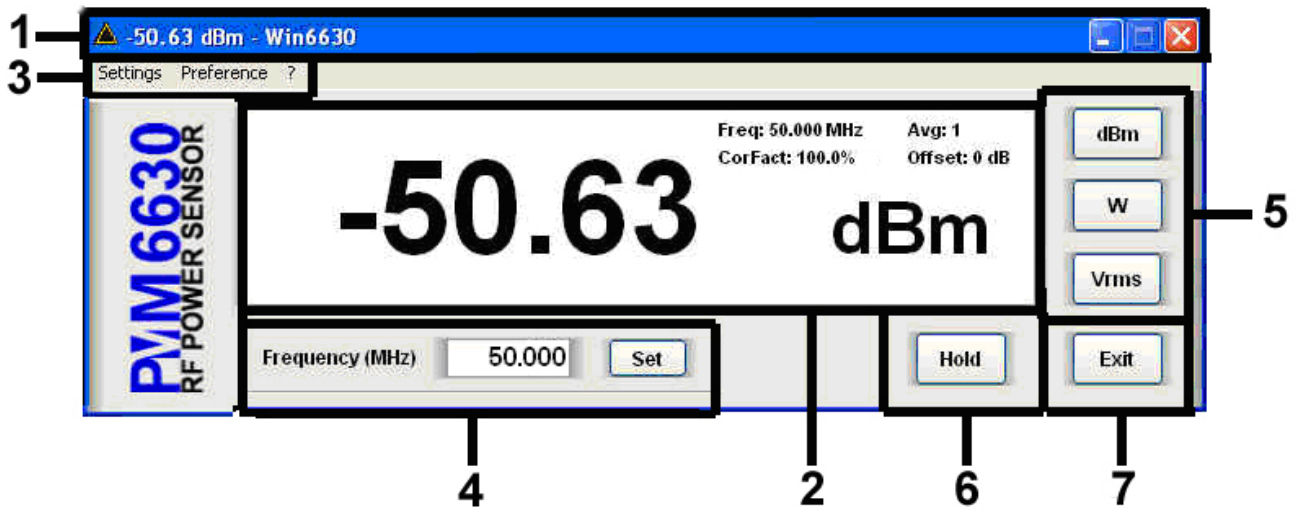 1
-50.63 dBm - Win6630
3
Settings Preference ?
PMM 6630
RF POWER SENSOR
-50.63 dBm
Freq: 50.000 MHz Avg: 1
CorFact: 100.0% Offset: 0 dB
dBm
W
Vrms
5
Frequency (MHz) 50.000 Set
Hold
Exit
4
2
6
7